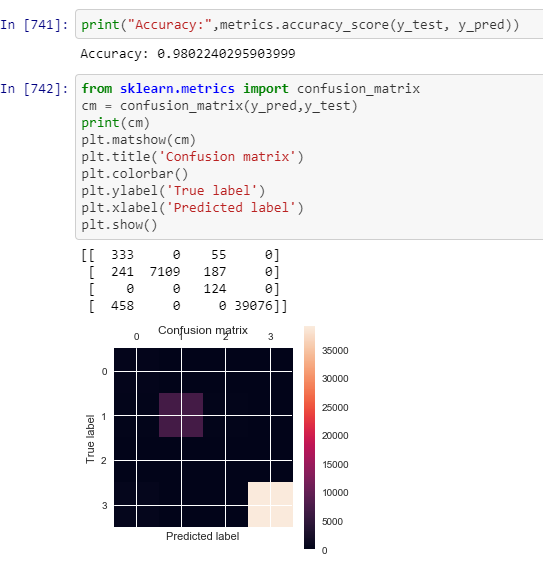 In [741]: print("Accuracy:",metrics.accuracy_score(y_test, y_pred))
Accuracy: 0.9802240295903999
In [742]: from sklearn.metrics import confusion_matrix
cm = confusion_matrix(y_pred,y_test)
print(cm)
plt.matshow(cm)
plt.title('Confusion matrix')
plt.colorbar()
plt.ylabel('True label')
plt.xlabel('Predicted label')
plt.show()
[[  333     0    55     0]
 [  241  7109   187     0]
 [    0     0   124     0]
 [  458     0     0 39076]]
Confusion matrix
0 1 2 3
0
1
2
3
True label
Predicted label
35000
30000
25000
20000
15000
10000
5000
0